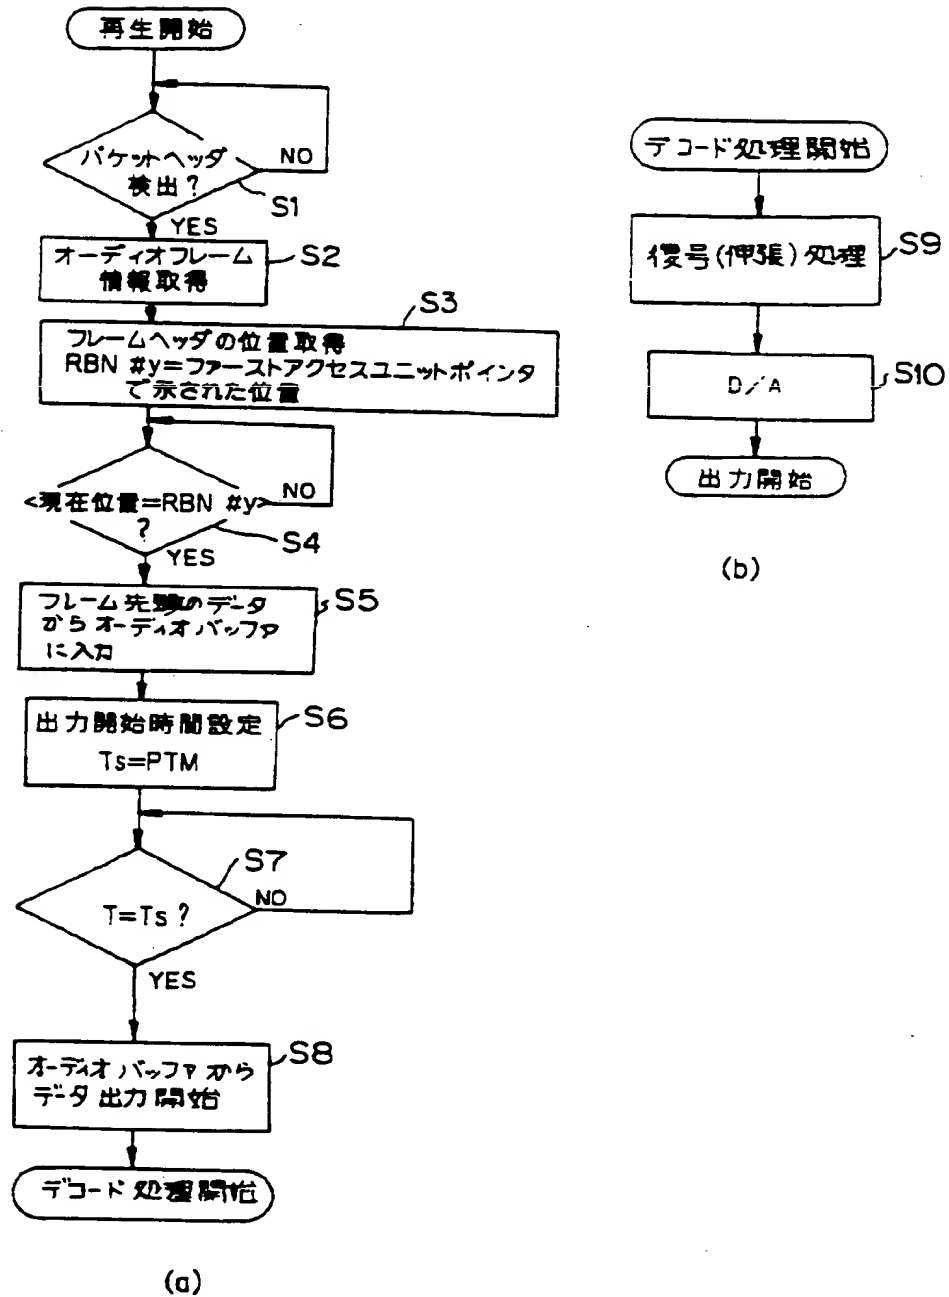 再生開始
パケットヘッダ
検出?
NO
S1
YES
オーディオフレーム
情報取得
S2
S3
フレームヘッダの位置取得
RBN #y=ファーストアクセスユニットポインタ
で示された位置
<現在位置=RBN #y>
?
NO
S4
YES
フレーム先頭のデータ
からオーディオバッファ
に入力
S5
出力開始時間設定
Ts=PTM
S6
S7
T=Ts?
NO
YES
オーディオバッファから
データ出力開始
S8
デコード処理開始
(a)
デコード処理開始
復号(伸張)処理
S9
D/A
S10
出力開始
(b)